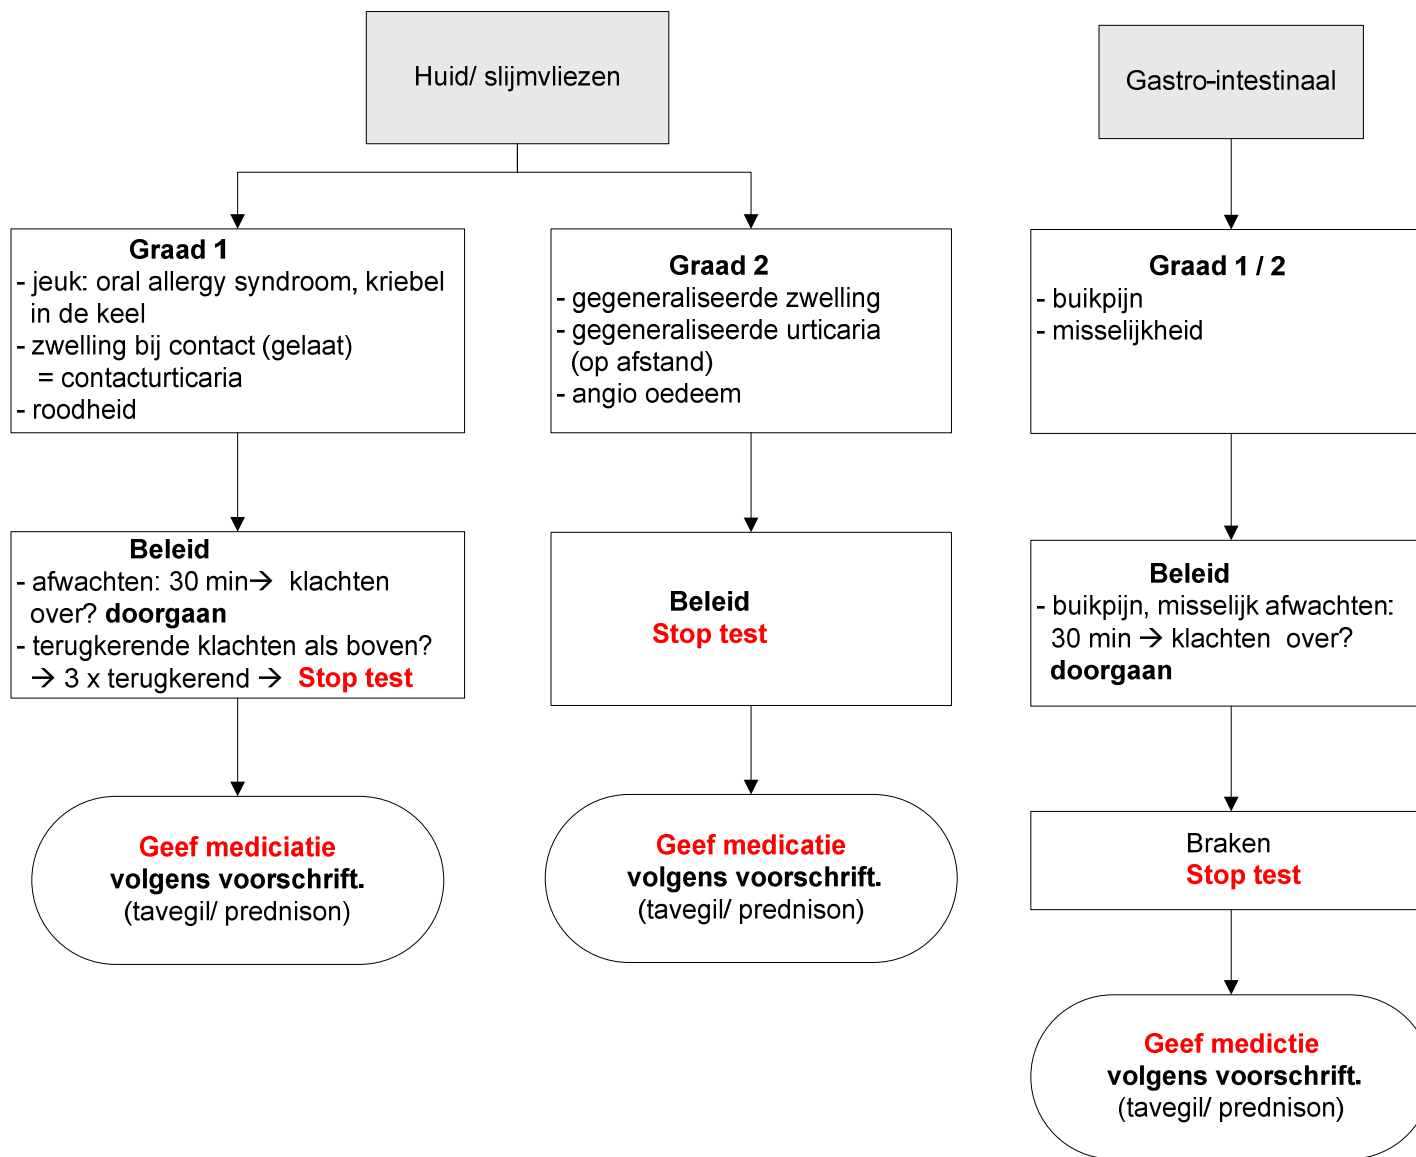 Huid/ slijmvliezen
Graad 1
- jeuk: oral allergy syndroom, kriebel
in de keel
- zwelling bij contact (gelaat)
= contacturticaria
- roodheid
Beleid
- afwachten: 30 min→ klachten
over? doorgaan
- terugkerende klachten als boven?
→ 3 x terugkerend → Stop test
Geef mediciatie
volgens voorschrift.
(tavegil/ prednison)
Graad 2
- gegeneraliseerde zwelling
- gegeneraliseerde urticaria
(op afstand)
- angio oedeem
Beleid
Stop test
Geef medicatie
volgens voorschrift.
(tavegil/ prednison)
Gastro-intestinaal
Graad 1 / 2
- buikpijn
- misselijkheid
Beleid
- buikpijn, misselijk afwachten:
30 min → klachten over?
doorgaan
Braken
Stop test
Geef medictie
volgens voorschrift.
(tavegil/ prednison)